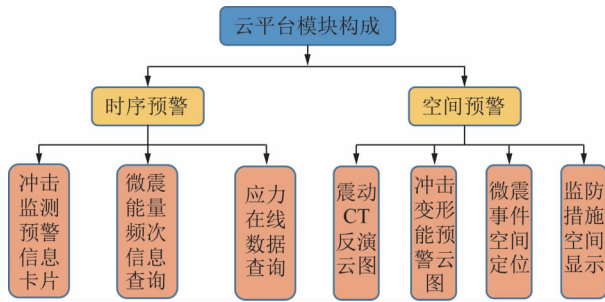 云平台模块构成
时序预警
空间预警
冲击
监测
预警
信息
卡片
微震
能量
频次
信息
查询
应力
在线
数据
查询
震动
CT
反演
云图
冲击
变形
能预
警云
图
微震
事件
空间
定位
监防
措施
空间
显示